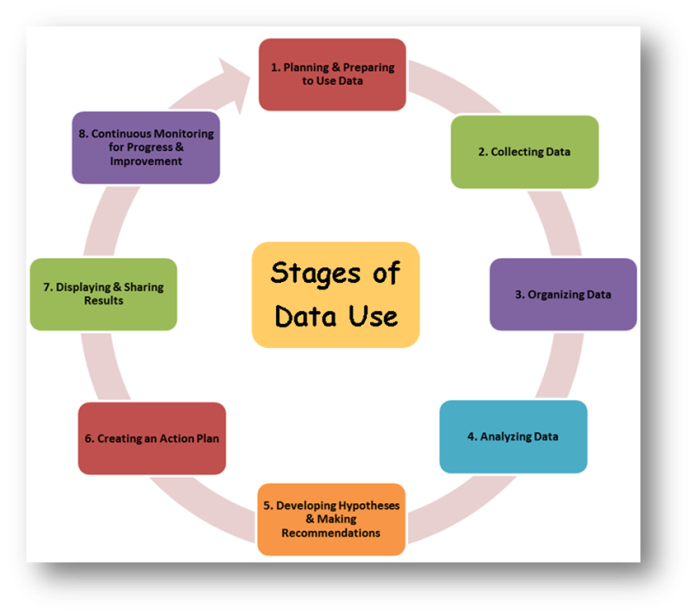 1. Planning & Preparing
to Use Data
2. Collecting Data
3. Organizing Data
4. Analyzing Data
5. Developing Hypotheses
& Making
Recommendations
6. Creating an Action Plan
7. Displaying & Sharing
Results
8. Continuous Monitoring
for Progress &
Improvement
Stages of
Data Use